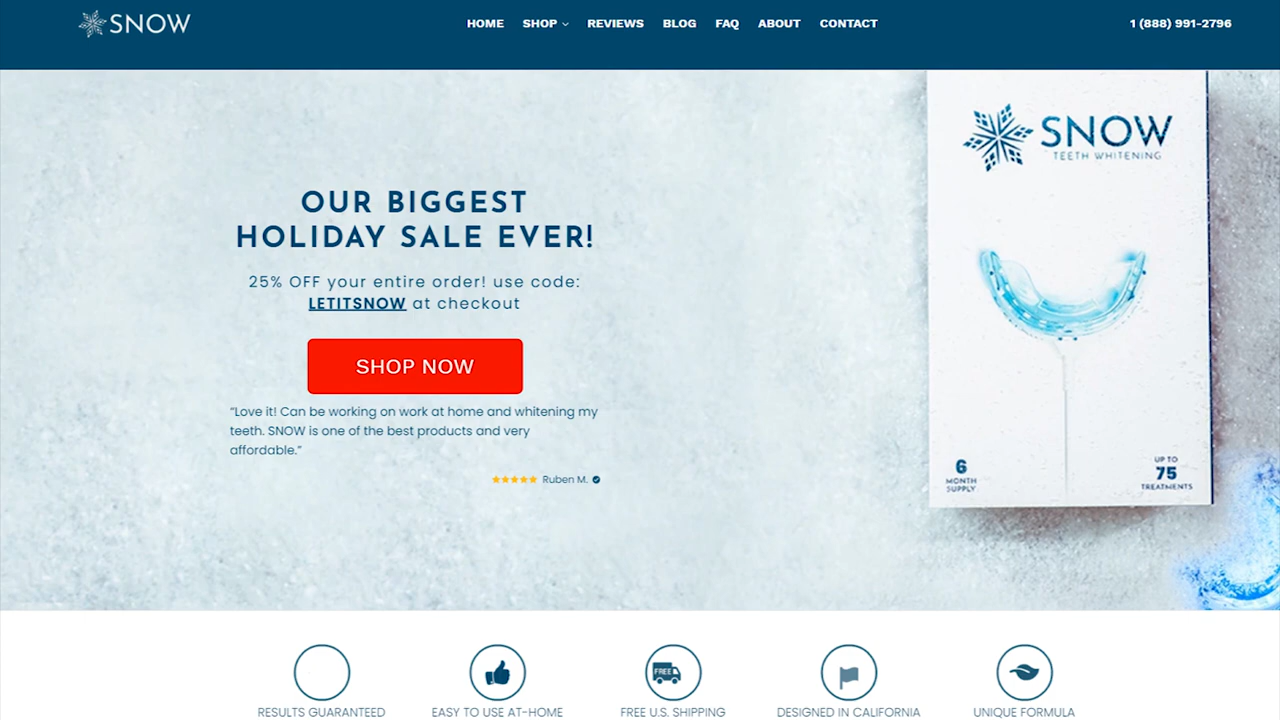 SNOW
HOME SHOP REVIEWS BLOG FAQ ABOUT CONTACT
1 (888) 991-2796
OUR BIGGEST
HOLIDAY SALE EVER!
25% OFF your entire order! use code:
LETITSNOW at checkout
SHOP NOW
“Love it! Can be working on work at home and whitening my
teeth. SNOW is one of the best products and very
affordable.”
Ruben M.
SNOW
TEETH WHITENING
6
MONTH
SUPPLY
UP TO
75
TREATMENTS
FREE
RESULTS GUARANTEED
EASY TO USE AT-HOME
FREE U.S. SHIPPING
DESIGNED IN CALIFORNIA
UNIQUE FORMULA